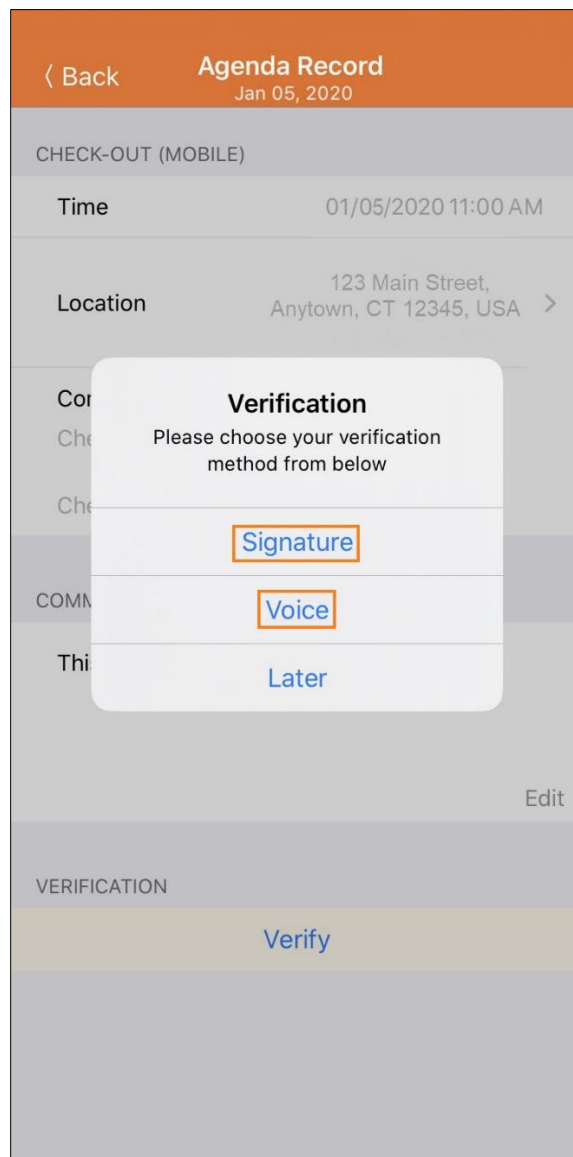 Back
Agenda Record
Jan 05, 2020
CHECK-OUT (MOBILE)
Time 01/05/2020 11:00 AM
123 Main Street,
Location Anytown, CT 12345, USA
Verification
Please choose your verification
method from below
Signature
Voice
Later
Edit
VERIFICATION
Verify